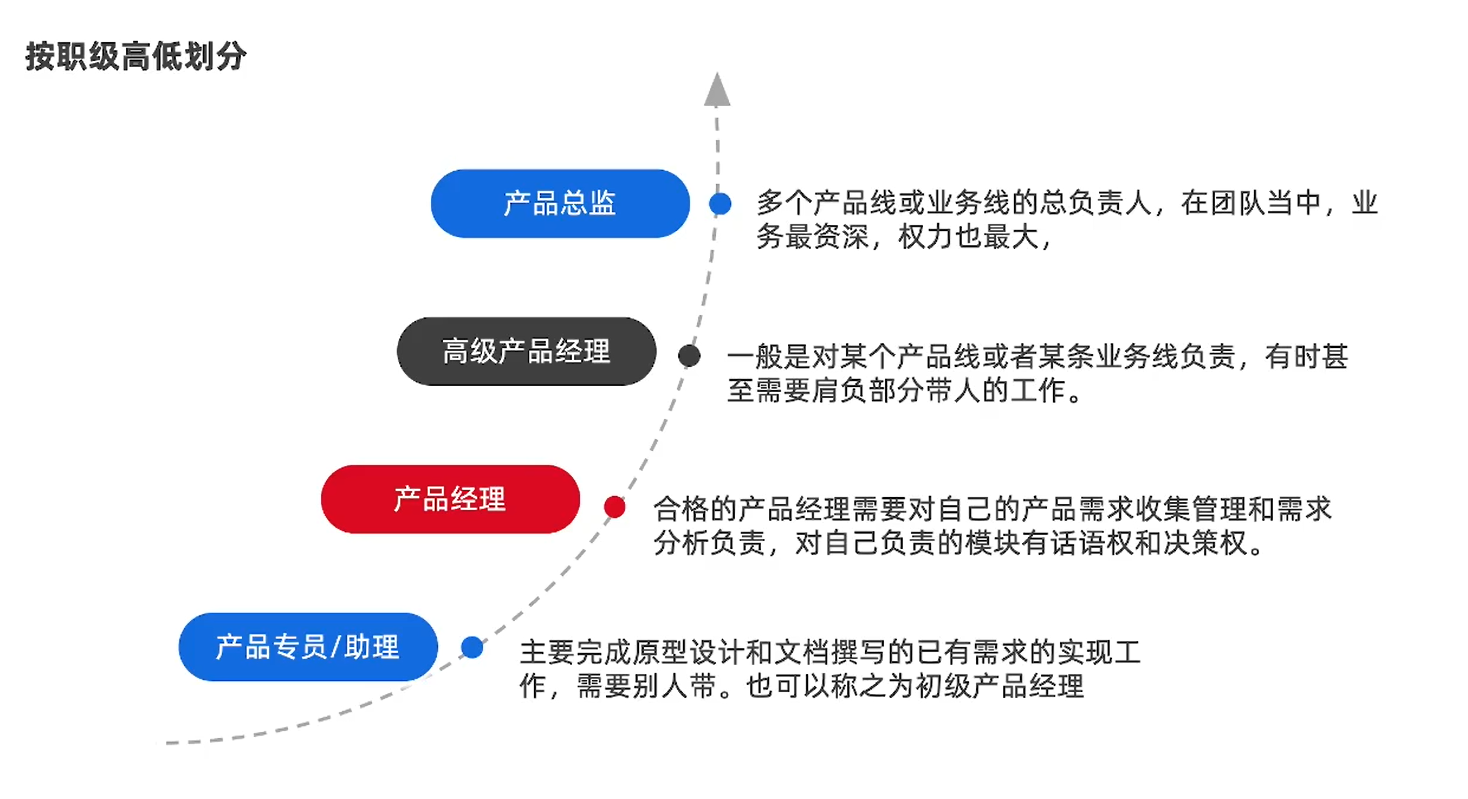 按职级高低划分
产品总监
多个产品线或业务线的总负责人，在团队当中，业
务最资深，权力也最大，
高级产品经理
一般是对某个产品线或者某条业务线负责，有时甚
至需要肩负部分带人的工作。
产品经理
合格的产品经理需要对自己的产品需求收集管理和需求
分析负责，对自己负责的模块有话语权和决策权。
产品专员/助理
主要完成原型设计和文档撰写的已有需求的实现工
作，需要别人带。也可以称之为初级产品经理